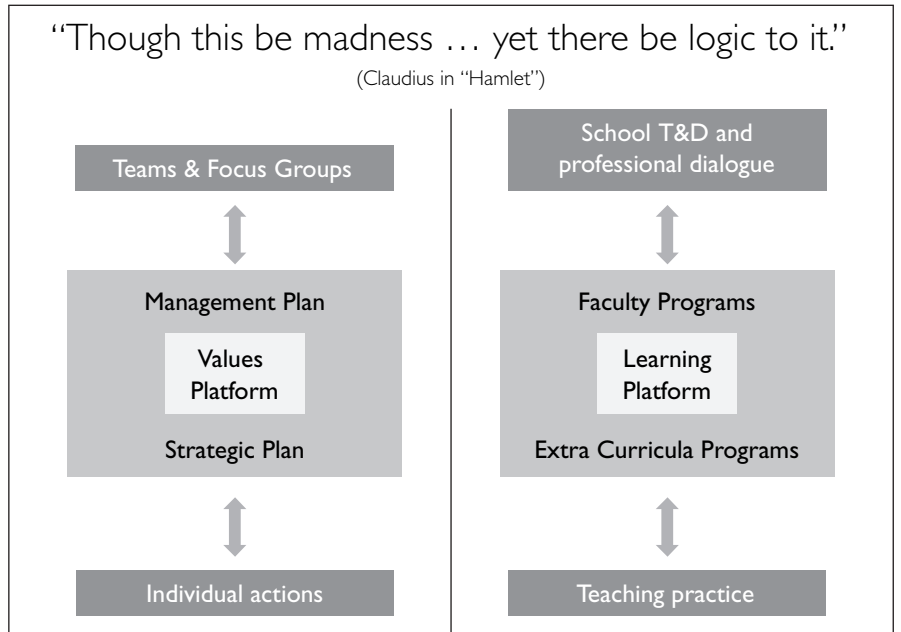 “Though this be madness … yet there be logic to it.”
(Claudius in “Hamlet”)
Teams & Focus Groups
Management Plan
Values
Platform
Strategic Plan
Individual actions
School T&D and
professional dialogue
Faculty Programs
Learning
Platform
Extra Curricula Programs
Teaching practice